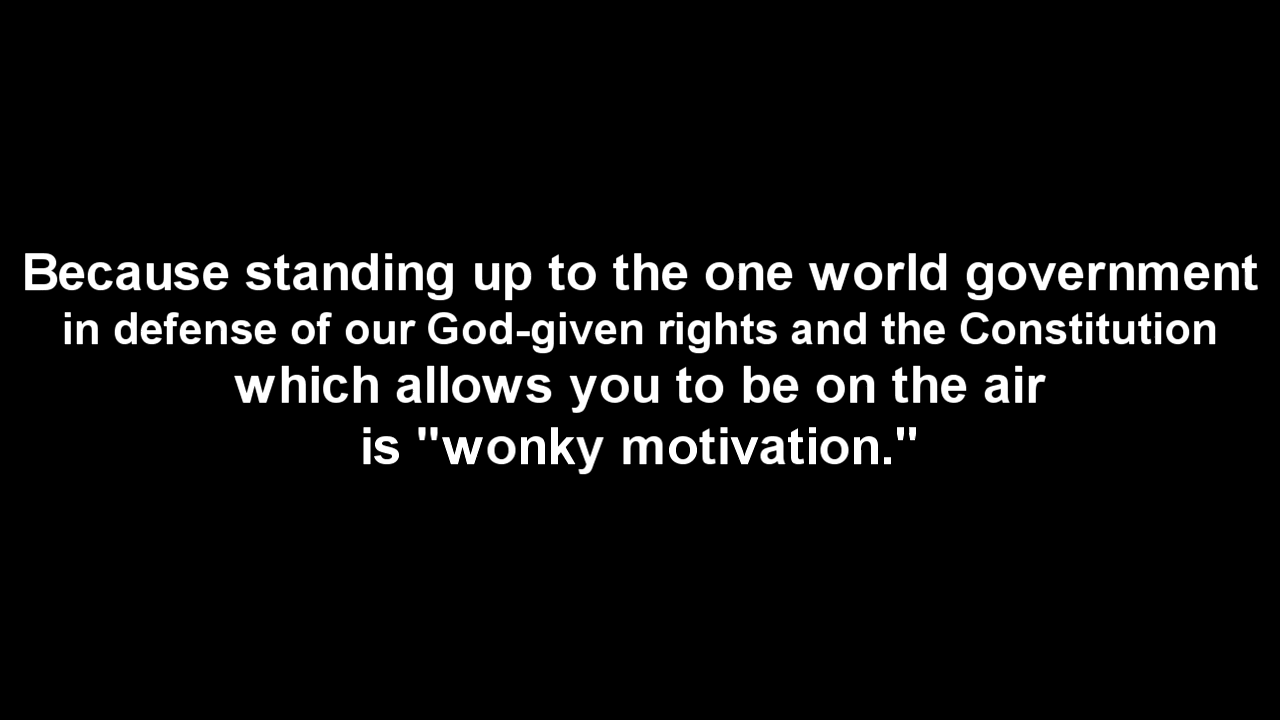 Because standing up to the one world government
in defense of our God-given rights and the Constitution
which allows you to be on the air
is "wonky motivation."